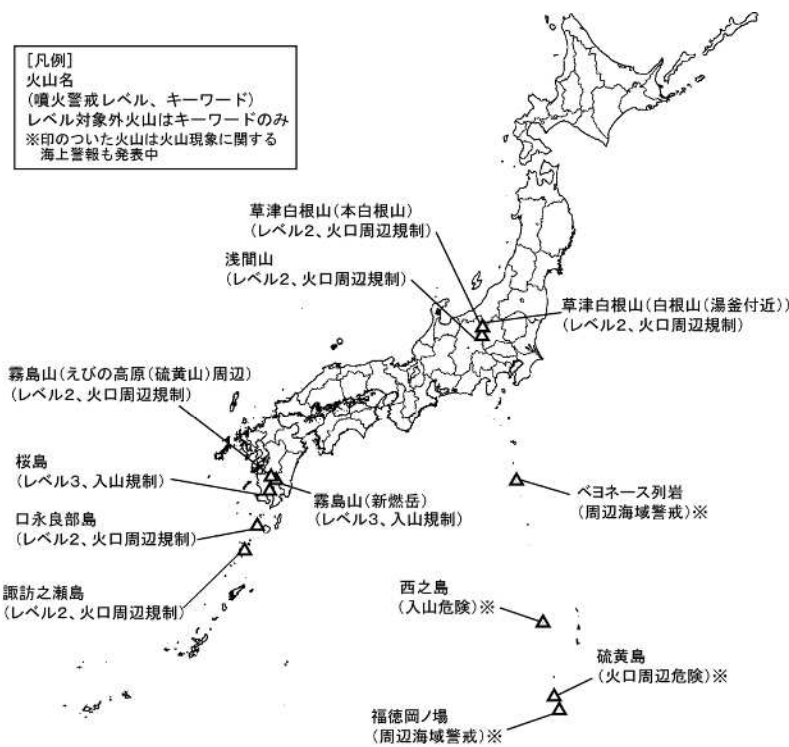 [凡例]
火山名
(噴火警戒レベル、キーワード)
レベル対象外火山はキーワードのみ
※印のついた火山は火山現象に関する
海上警報も発表中
草津白根山(本白根山)
(レベル2、火口周辺規制)
浅間山
(レベル2、火口周辺規制)
草津白根山(白根山(湯釜付近))
(レベル2、火口周辺規制)
霧島山(えびの高原(硫黄山)周辺)
(レベル2、火口周辺規制)
桜島
(レベル3、入山規制)
霧島山(新燃岳)
(レベル3、入山規制)
口永良部島
(レベル2、火口周辺規制)
諏訪之瀬島
(レベル2、火口周辺規制)
ベヨネース列岩
(周辺海域警戒)※
西之島
(入山危険)※
硫黄島
(火口周辺危険)※
福徳岡ノ場
(周辺海域警戒)※